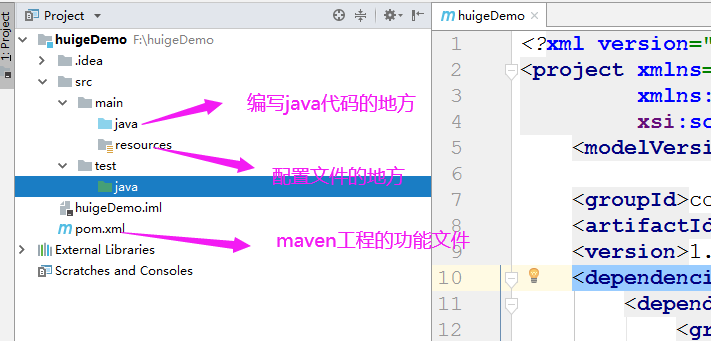 1: Project
Project
huigeDemo F:\huigeDemo
.idea
src
main
java
resources
test
java
huigeDemo.iml
pom.xml
External Libraries
Scratches and Consoles
编写java代码的地方
配置文件的地方
maven工程的功能文件
huigeDemo
1 <?xml version="
2 <project xmlns=
3 xmlns:
4 xsi:sc
5 <modelVersi
6
7 <groupId>co
8 <artifactId
9 <version>1.
10 <dependenci
11 <depend
12 <gr